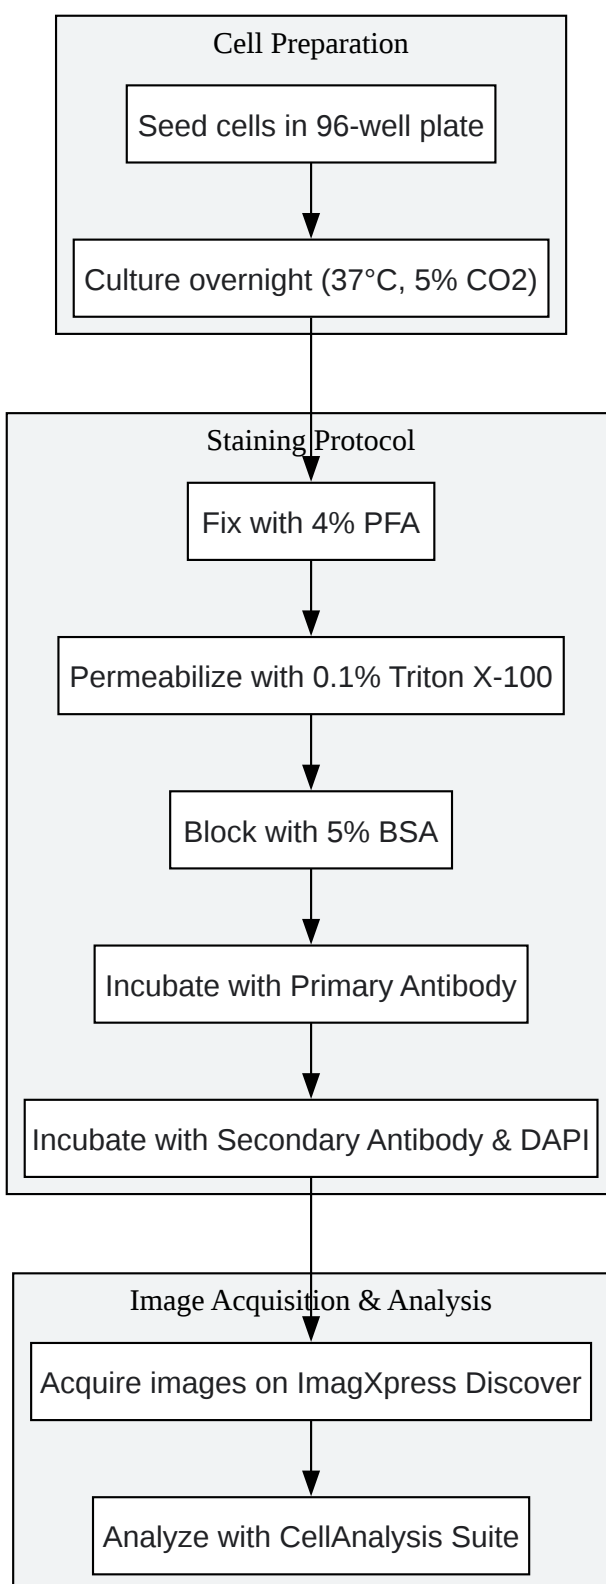 Cell Preparation
Seed cells in 96-well plate
Culture overnight (37°C, 5% CO2)
Staining Protocol
Fix with 4% PFA
Permeabilize with 0.1% Triton X-100
Block with 5% BSA
Incubate with Primary Antibody
Incubate with Secondary Antibody & DAPI
Image Acquisition & Analysis
Acquire images on ImagXpress Discover
Analyze with CellAnalysis Suite